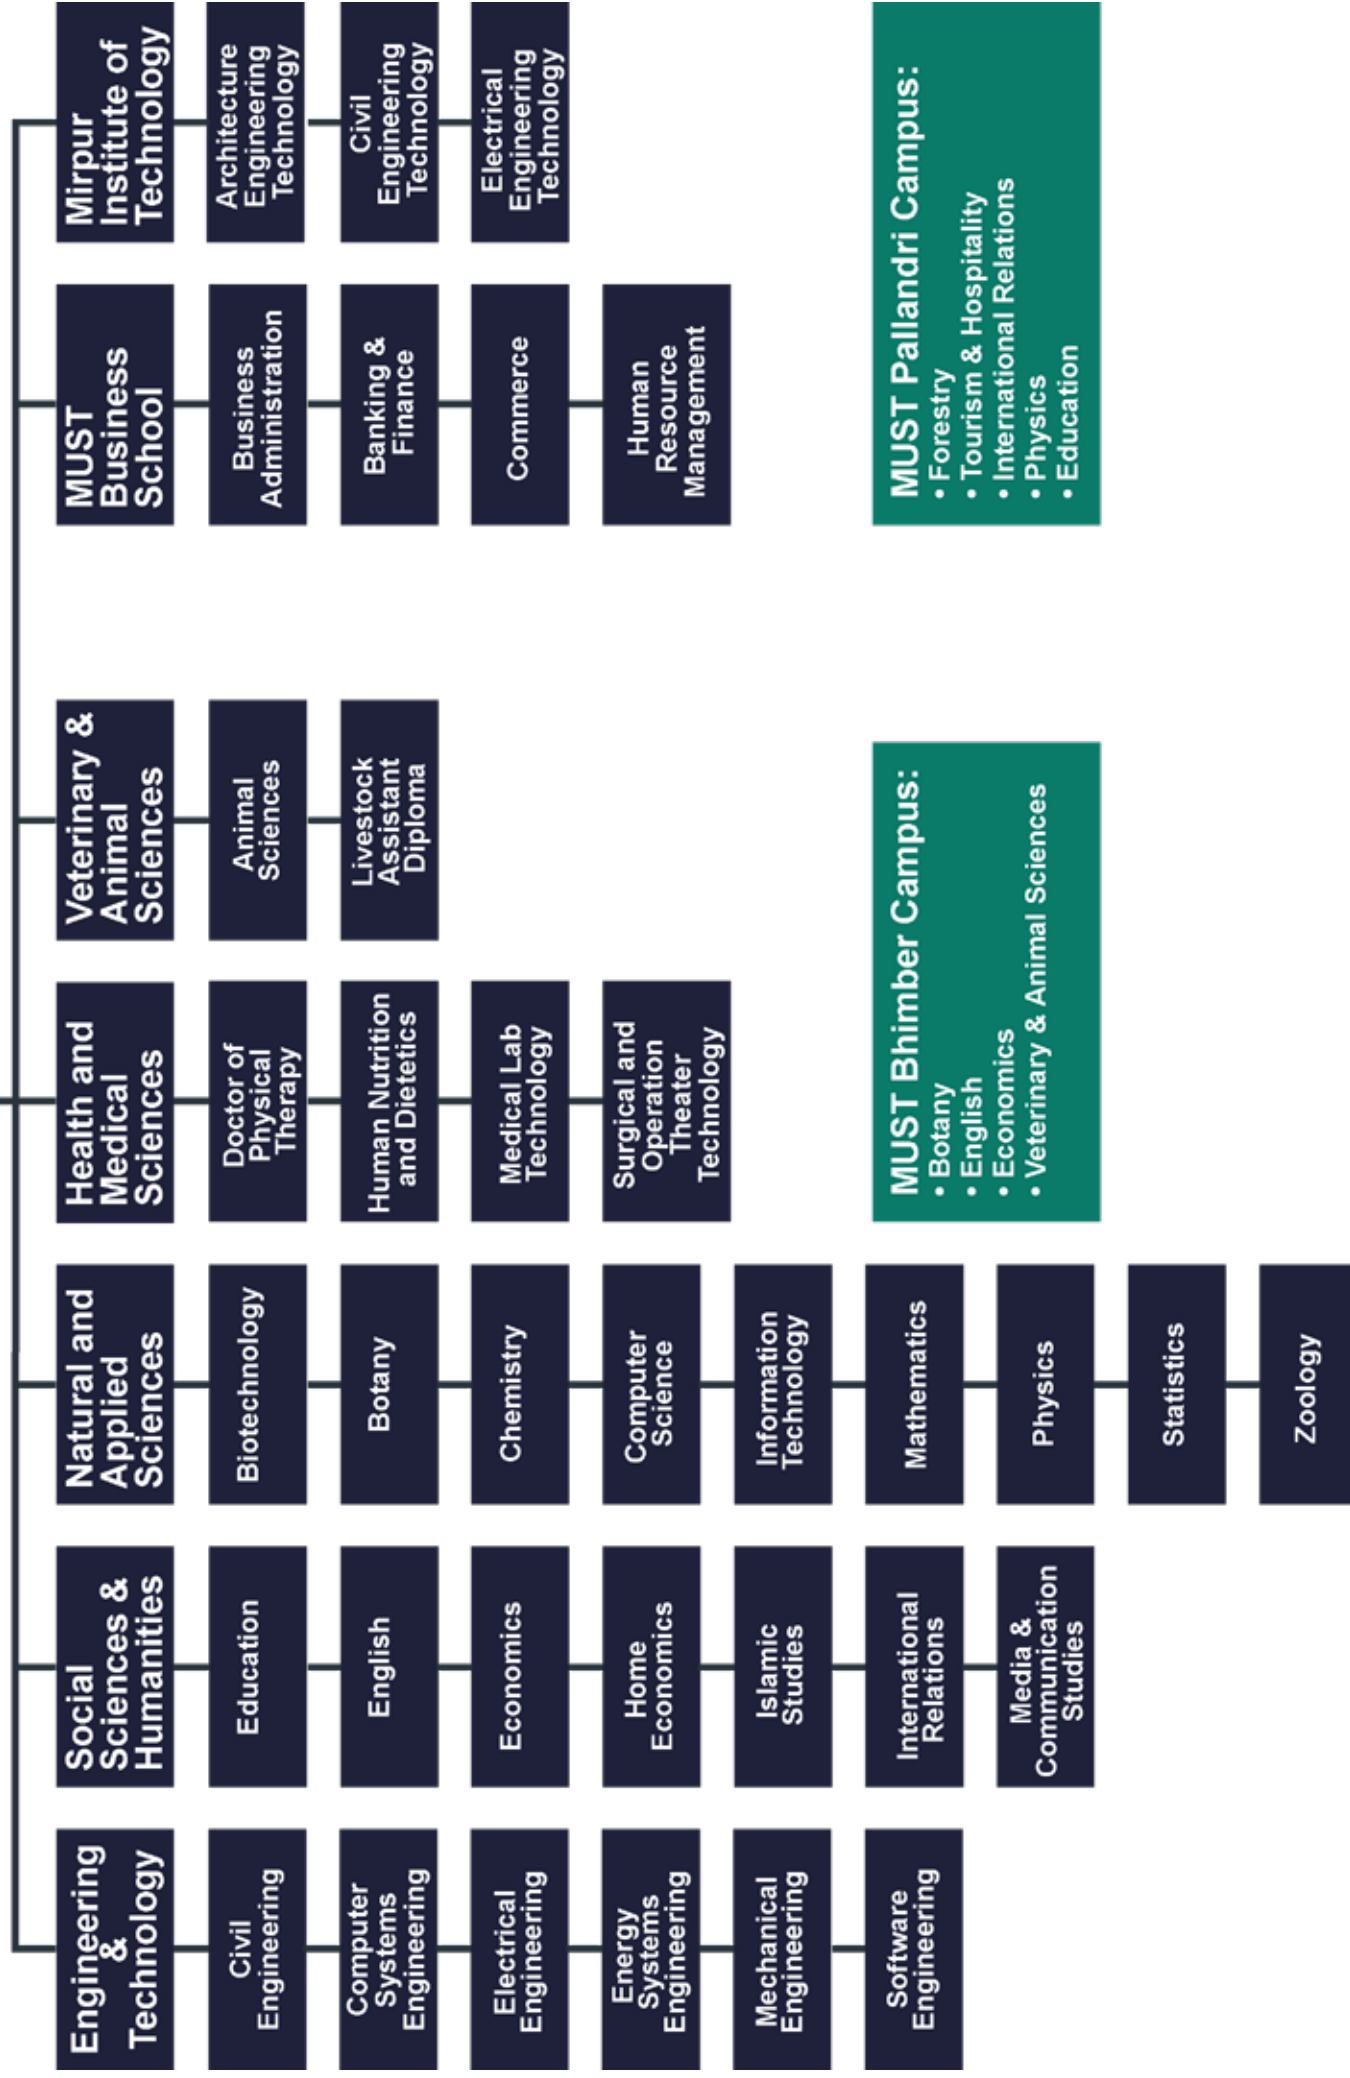 Engineering
&
Technology
Civil
Engineering
Computer
Systems
Engineering
Electrical
Engineering
Energy
Systems
Engineering
Mechanical
Engineering
Software
Engineering
Social
Sciences &
Humanities
Education
English
Economics
Home
Economics
Islamic
Studies
International
Relations
Media &
Communication
Studies
Natural and
Applied
Sciences
Biotechnology
Botany
Chemistry
Computer
Science
Information
Technology
Mathematics
Physics
Statistics
Zoology
Health and
Medical
Sciences
Doctor of
Physical
Therapy
Human Nutrition
and Dietetics
Medical Lab
Technology
Surgical and
Operation
Theater
Technology
Veterinary &
Animal
Sciences
Animal
Sciences
Livestock
Assistant
Diploma
MUST
Business
School
Business
Administration
Banking &
Finance
Commerce
Human
Resource
Management
Mirpur
Institute of
Technology
Architecture
Engineering
Technology
Civil
Engineering
Technology
Electrical
Engineering
Technology
MUST Bhimber Campus:
• Botany
• English
• Economics
• Veterinary & Animal Sciences
MUST Pallandri Campus:
• Forestry
• Tourism & Hospitality
• International Relations
• Physics
• Education